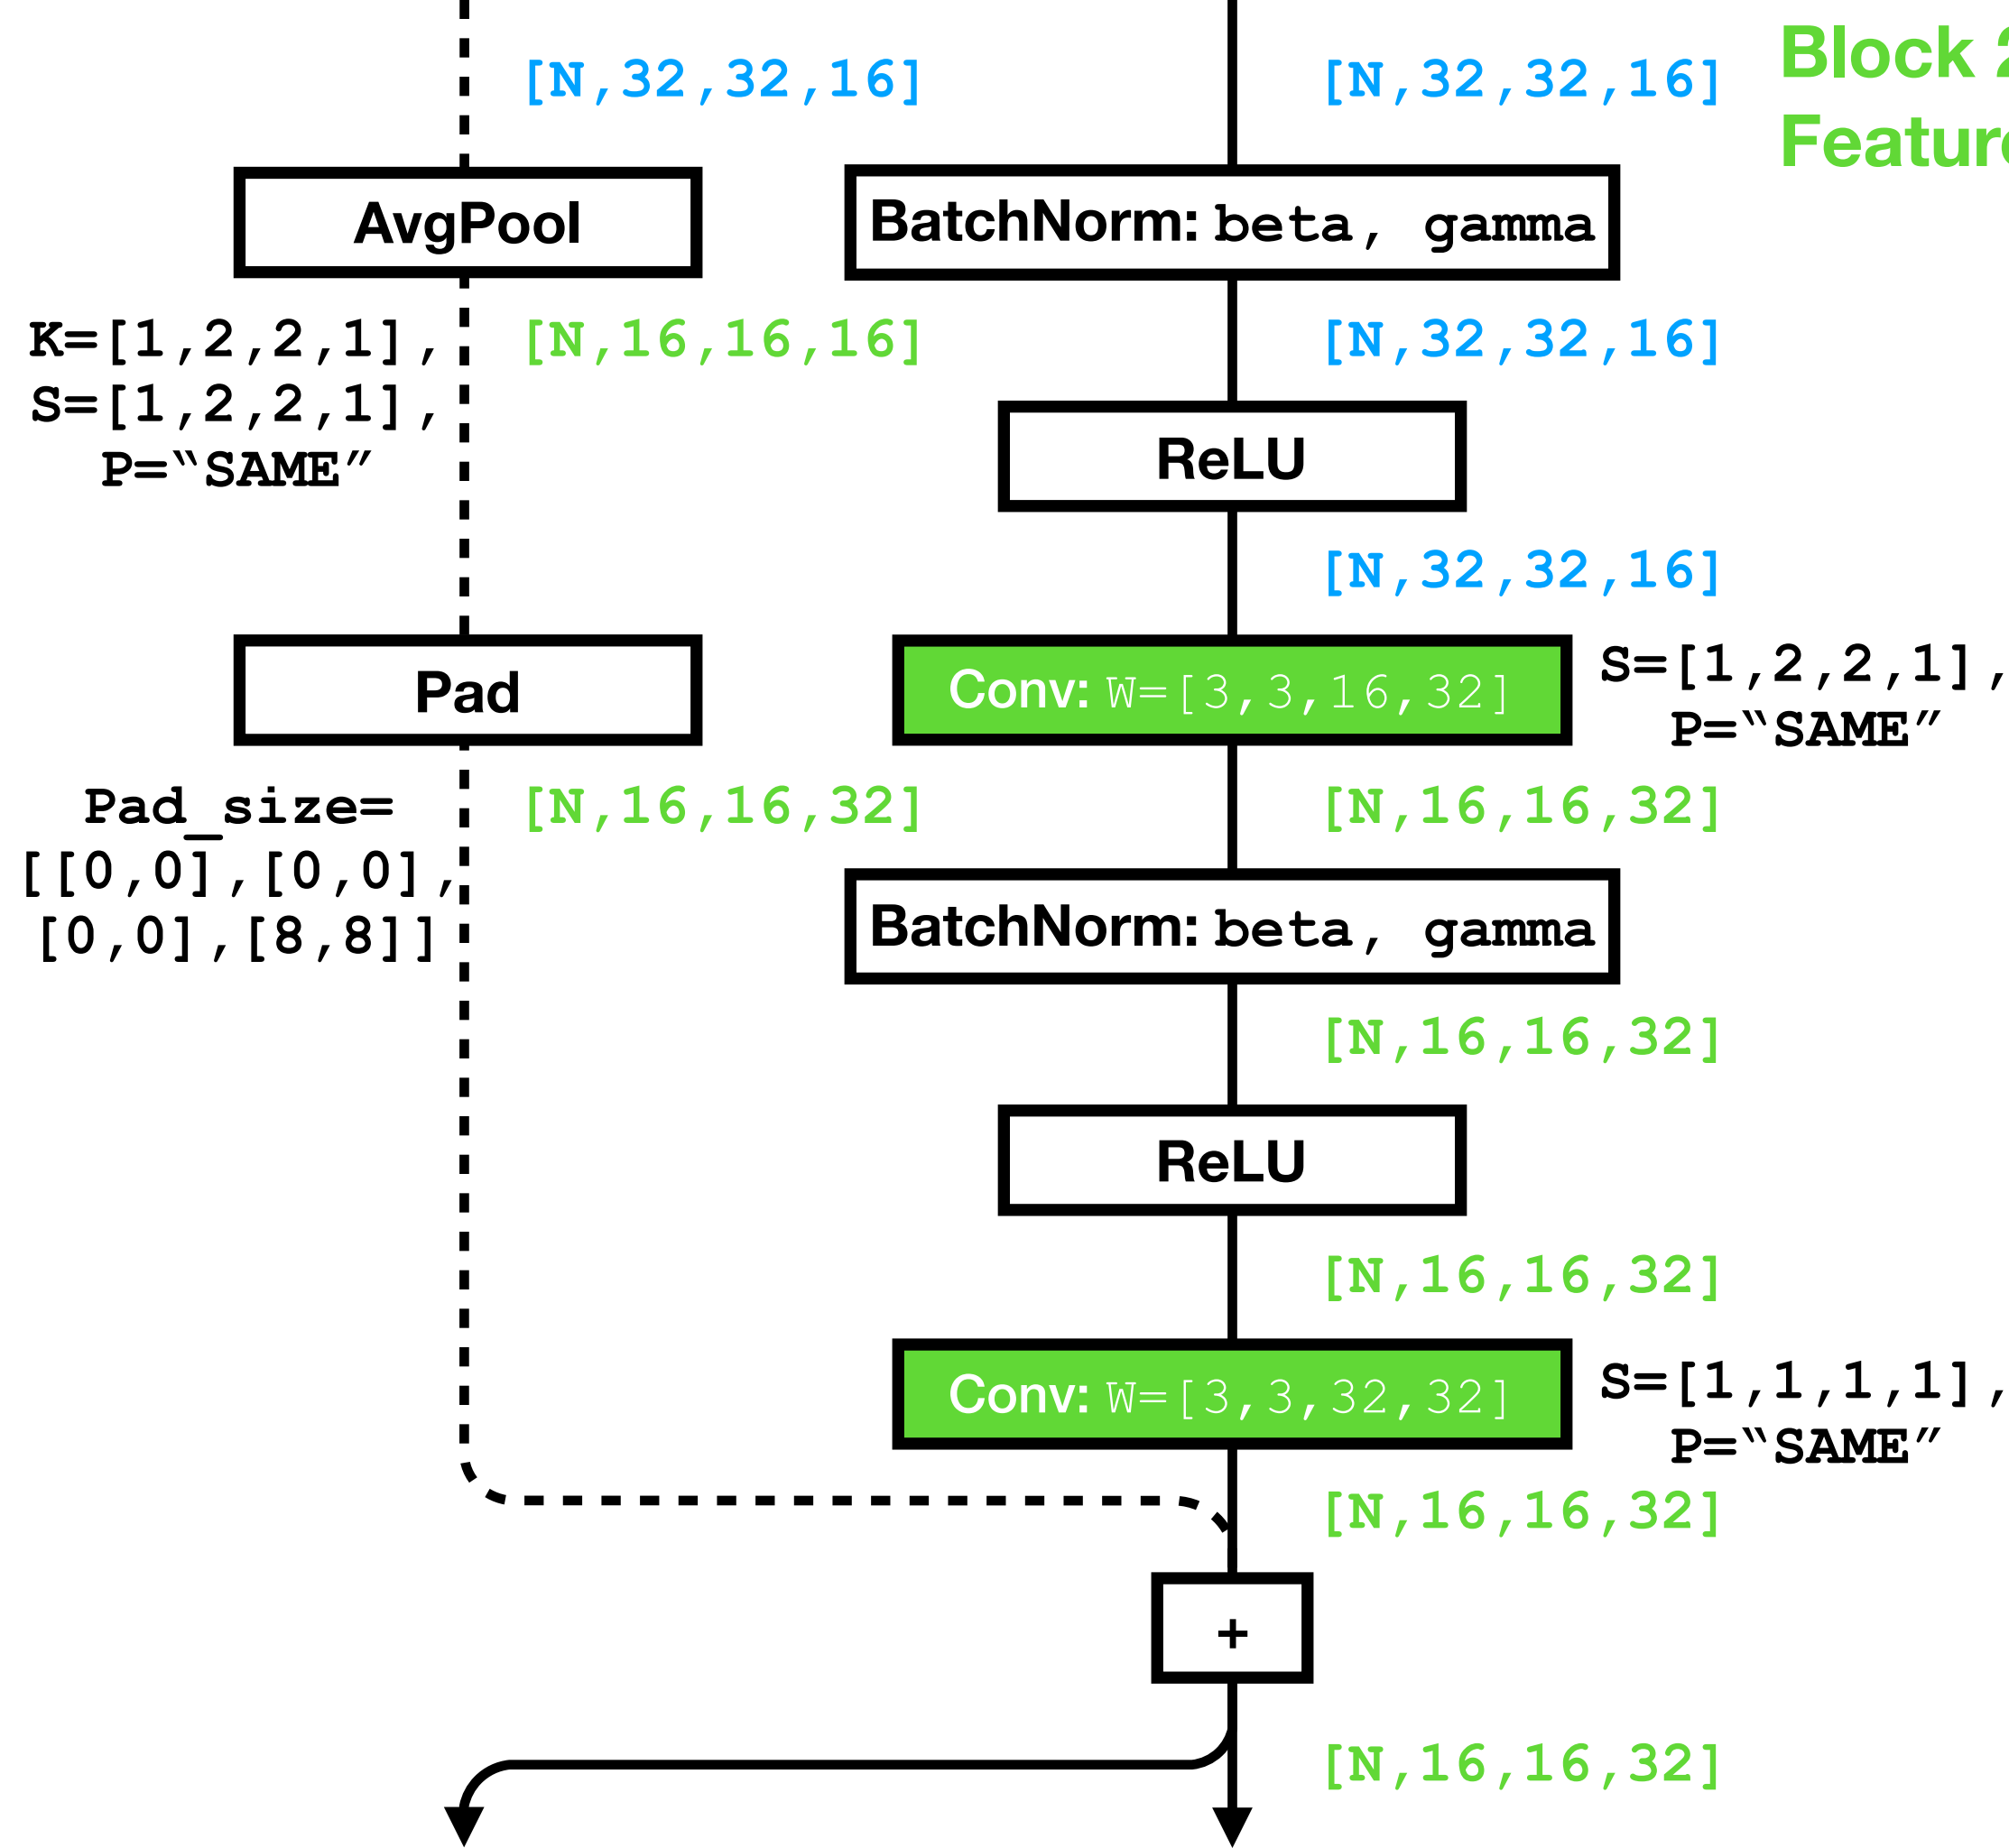 Block 2
Feature
[N,32,32,16]
[N,32,32,16]
AvgPool
BatchNorm: beta, gamma
K=[1,2,2,1],
S=[1,2,2,1],
P=“SAME”
[N,16,16,16]
[N,32,32,16]
ReLU
[N,32,32,16]
Pad
Conv: W=[3,3,16,32]
S=[1,2,2,1],
P=“SAME”
Pad_size=
[[0,0],[0,0],
[0,0],[8,8]]
[N,16,16,32]
[N,16,16,32]
BatchNorm: beta, gamma
[N,16,16,32]
ReLU
[N,16,16,32]
Conv: W=[3,3,32,32]
S=[1,1,1,1],
P=“SAME”
[N,16,16,32]
+
[N,16,16,32]